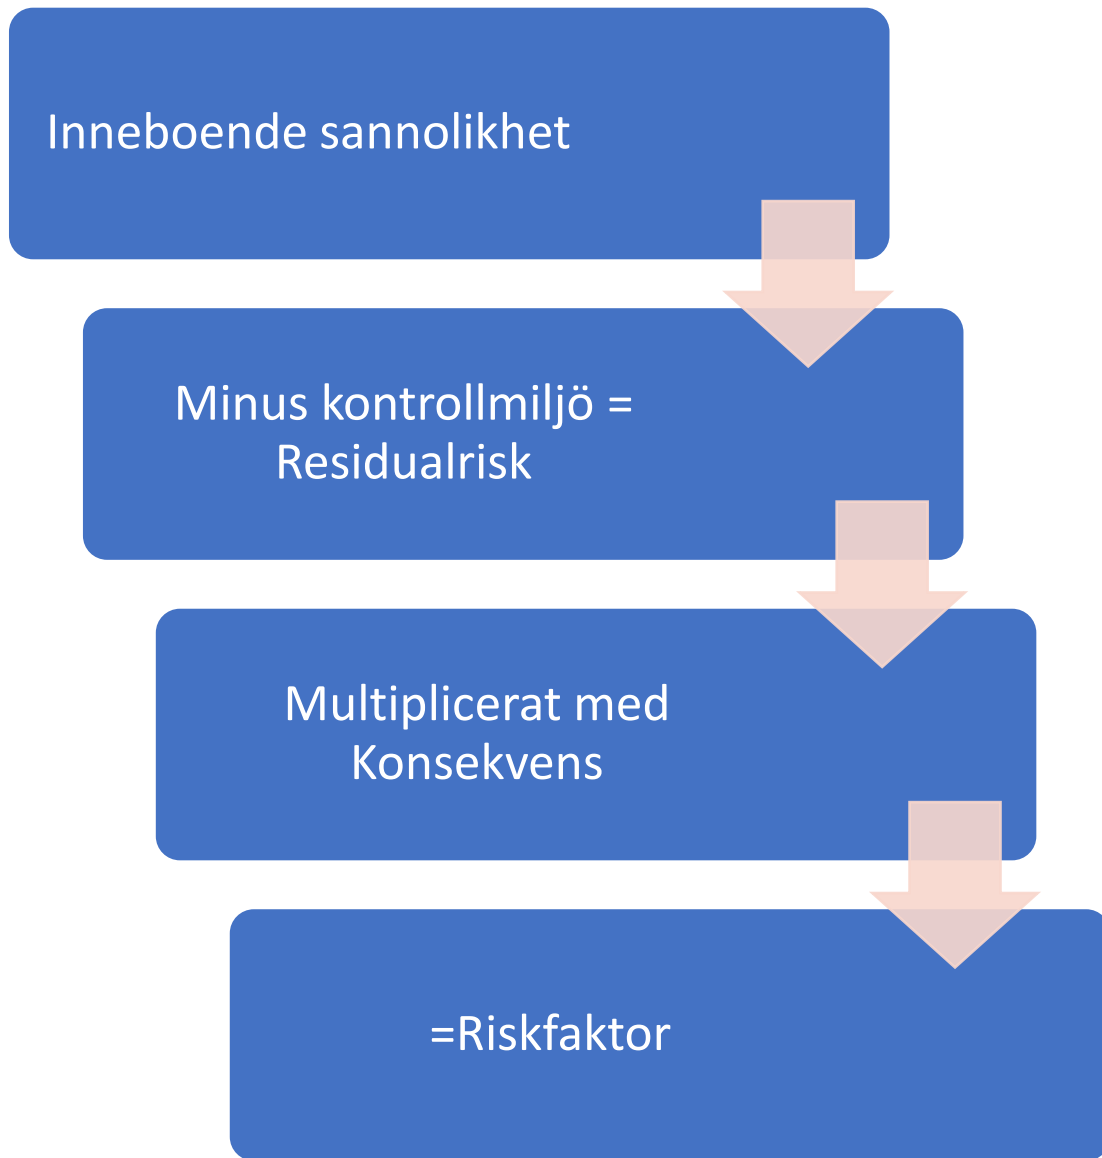 Inneboende sannolikhet
Minus kontrollmiljö =
Residualrisk
Multiplicerat med
Konsekvens
=Riskfaktor